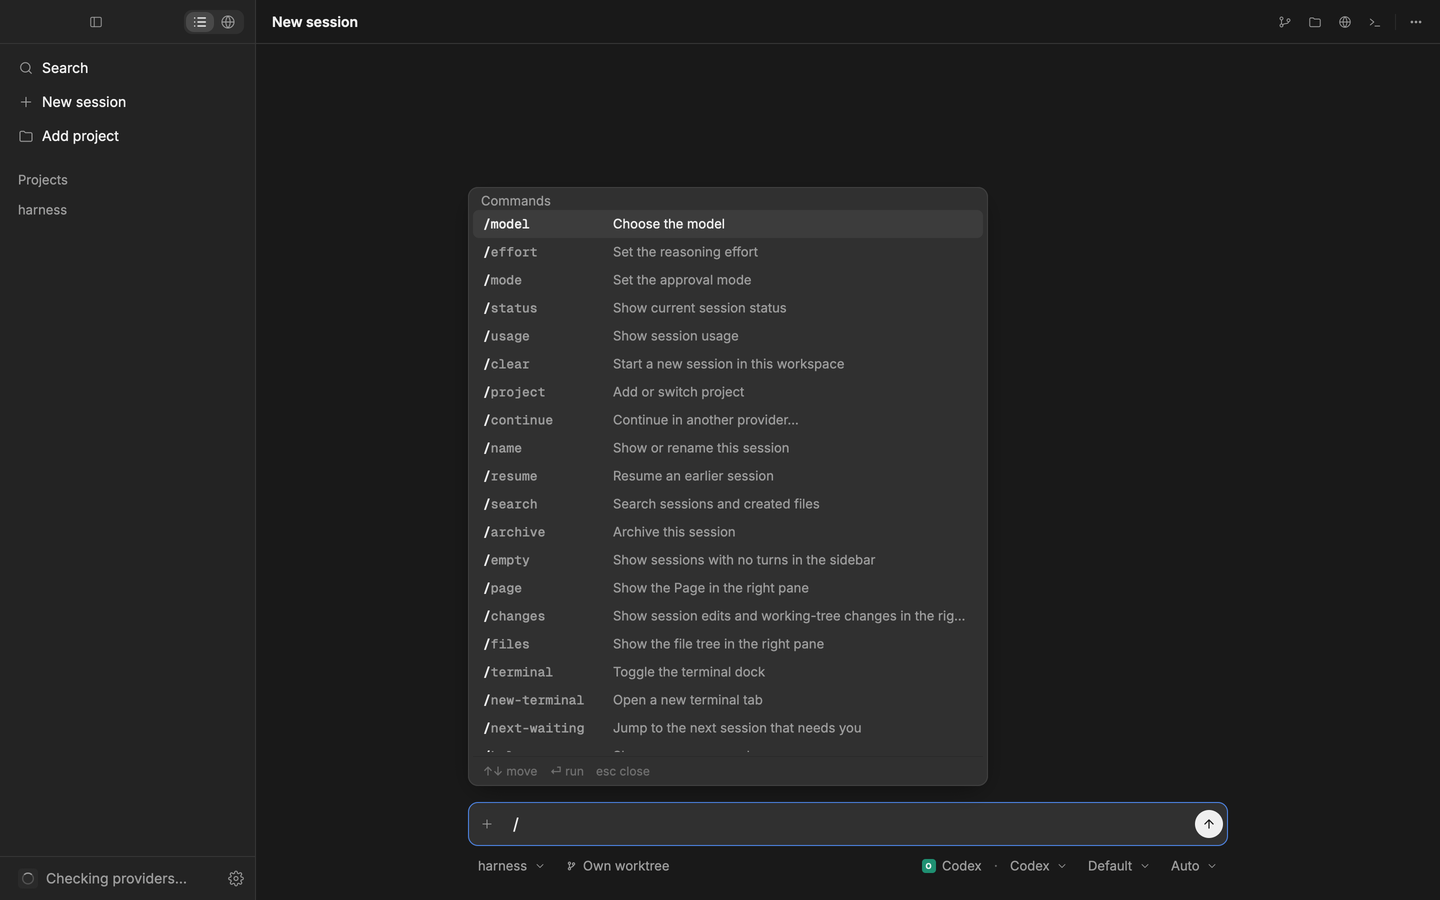 New session
Search
New session
Add project
Projects
harness
Commands
/model Choose the model
/effort Set the reasoning effort
/mode Set the approval mode
/status Show current session status
/usage Show session usage
/clear Start a new session in this workspace
/project Add or switch project
/continue Continue in another provider...
/name Show or rename this session
/resume Resume an earlier session
/search Search sessions and created files
/archive Archive this session
/empty Show sessions with no turns in the sidebar
/page Show the Page in the right pane
/changes Show session edits and working-tree changes in the rig...
/files Show the file tree in the right pane
/terminal Toggle the terminal dock
/new-terminal Open a new terminal tab
/next-waiting Jump to the next session that needs you
↑↓ move ↵ run esc close
+ /
harness Own worktree Codex · Codex Default Auto
Checking providers...